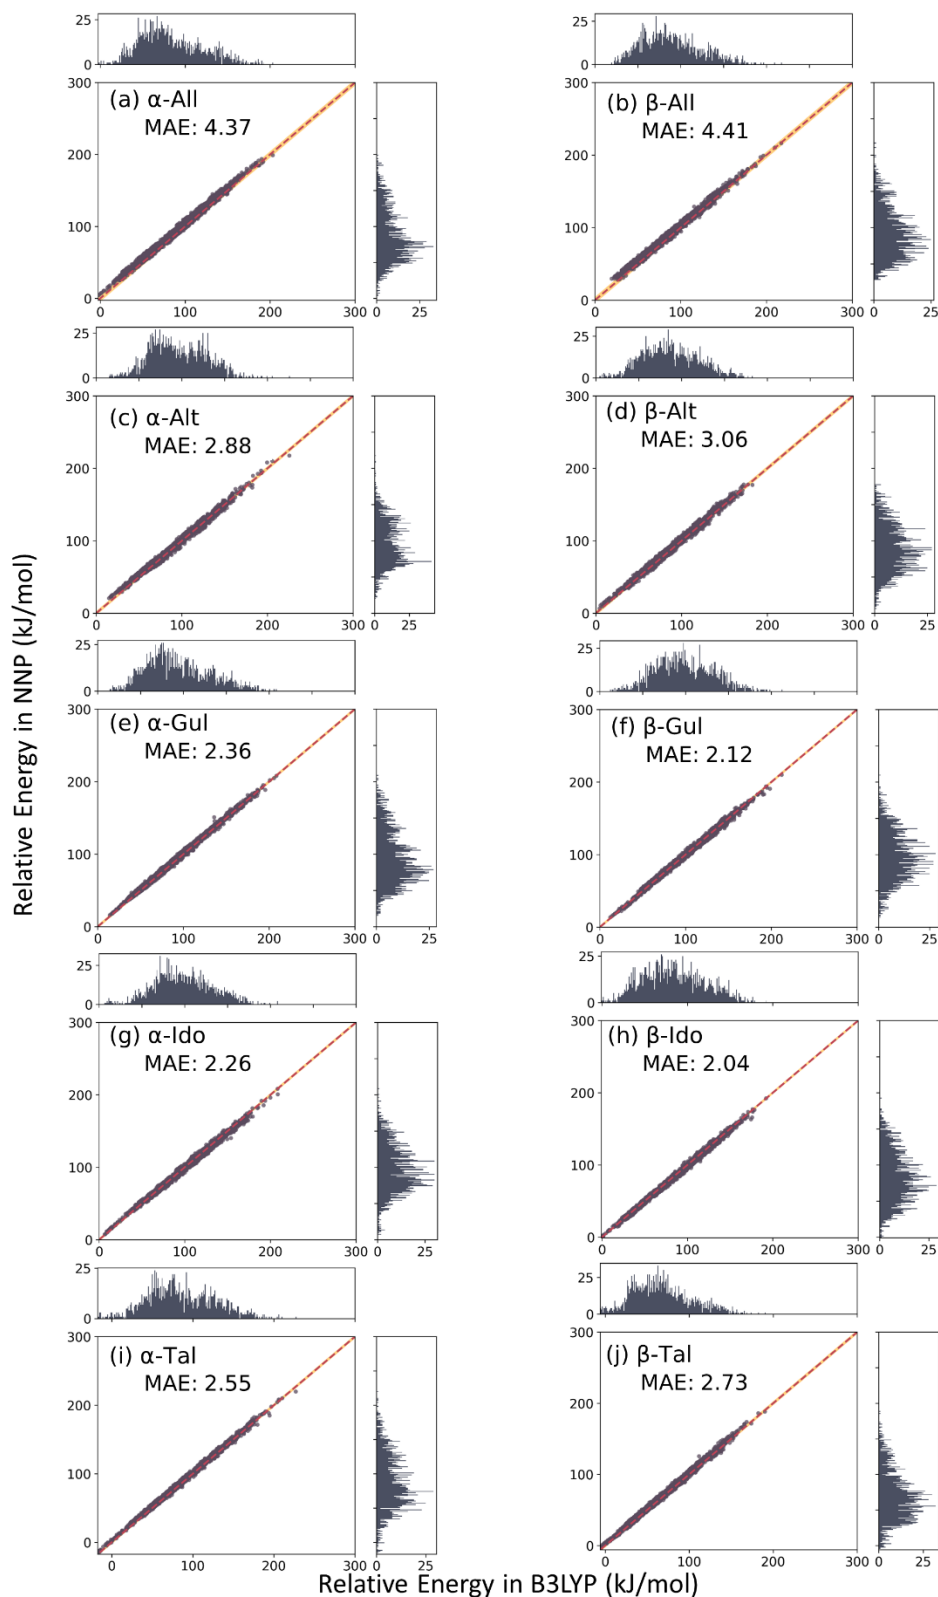 25
0
25
0
300
200
100
0
(a) α-All
MAE: 4.37
0 100 200 300
0 25
300
200
100
0
(b) β-All
MAE: 4.41
0 100 200 300
0 25
25
0
25
0
300
200
100
0
(c) α-Alt
MAE: 2.88
0 100 200 300
0 25
300
200
100
0
(d) β-Alt
MAE: 3.06
0 100 200 300
0 25
Relative Energy in NNP (kJ/mol)
25
0
25
0
300
200
100
0
(e) α-Gul
MAE: 2.36
0 100 200 300
0 25
300
200
100
0
(f) β-Gul
MAE: 2.12
0 100 200 300
0 25
25
0
25
0
300
200
100
0
(g) α-Ido
MAE: 2.26
0 100 200 300
0 25
300
200
100
0
(h) β-Ido
MAE: 2.04
0 100 200 300
0 25
25
0
25
0
300
200
100
0
(i) α-Tal
MAE: 2.55
0 100 200 300
0 25
300
200
100
0
(j) β-Tal
MAE: 2.73
0 100 200 300
0 25
Relative Energy in B3LYP (kJ/mol)